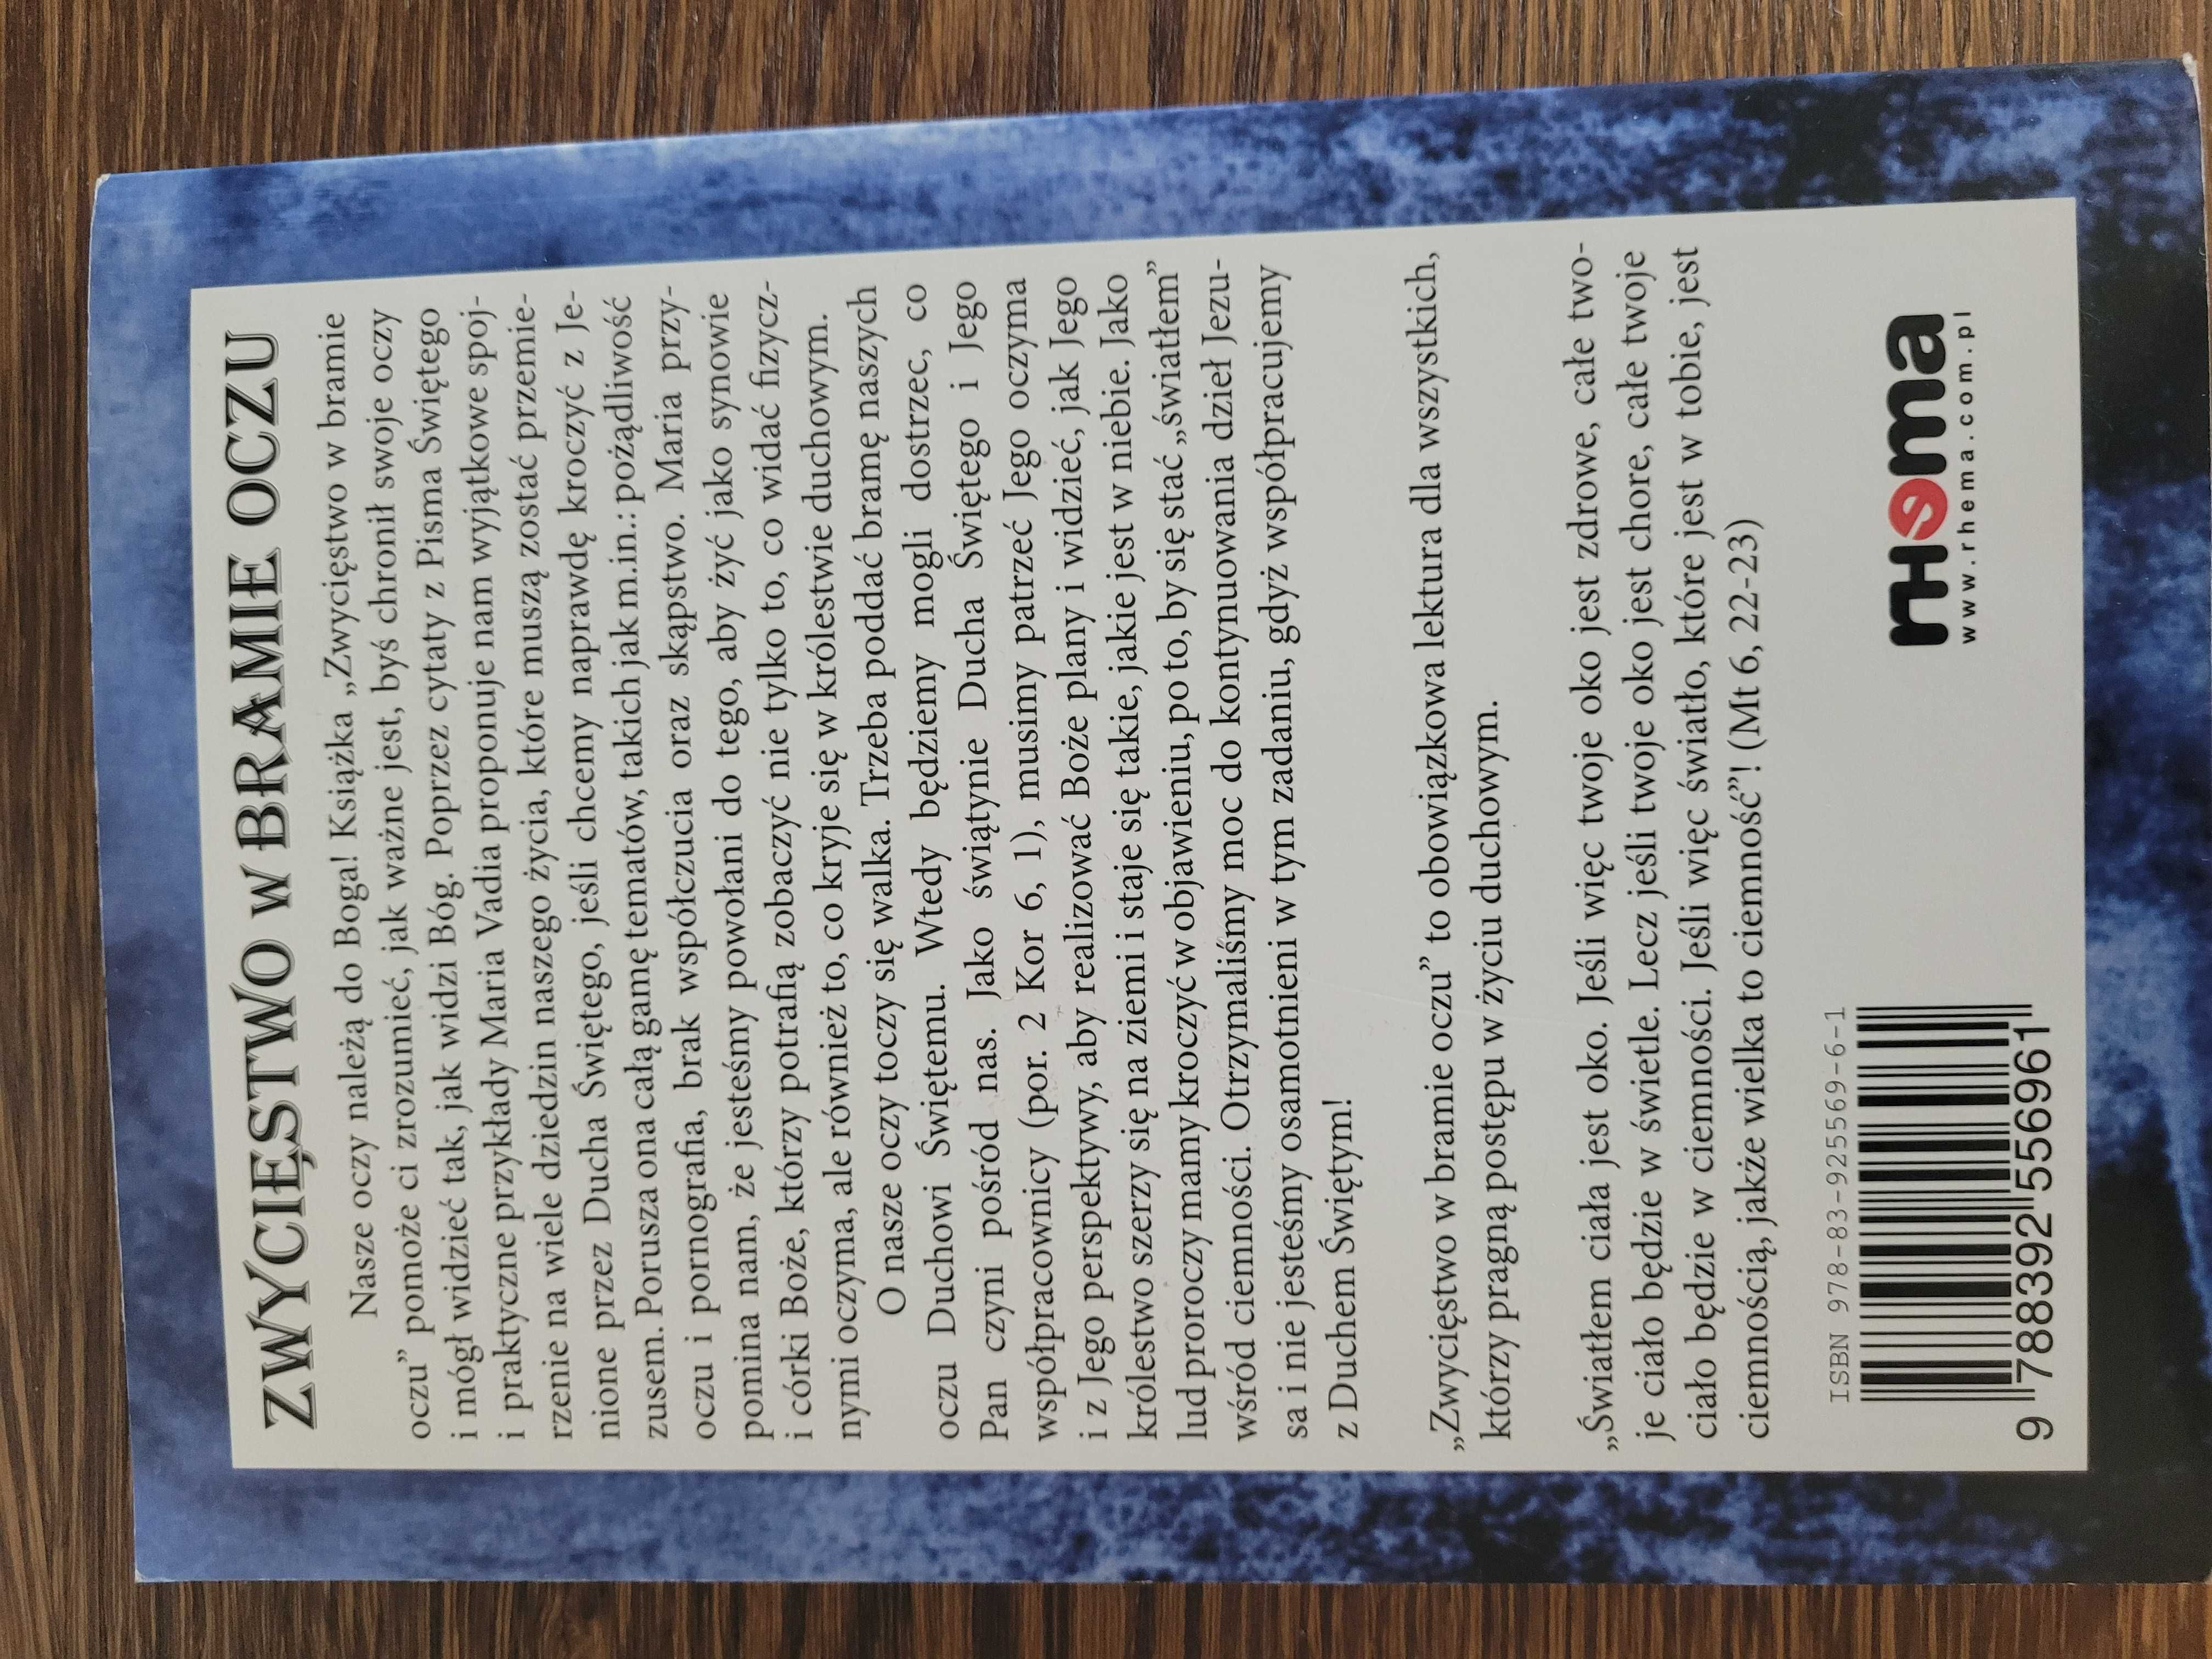 ZWYCIĘSTWO W BRAMIE OCZU
Nasze oczy należą do Boga! Książka „Zwycięstwo w bramie
oczu” pomoże ci zrozumieć, jak ważne jest, byś chronił swoje oczy
i mógł widzieć tak, jak widzi Bóg. Poprzez cytaty z Pisma Świętego
i praktyczne przykłady Maria Vadia proponuje nam wyjątkowe spoj-
rzenie na wiele dziedzin naszego życia, które muszą zostać przemie-
nione przez Ducha Świętego, jeśli chcemy naprawdę kroczyć z Je-
zusem. Porusza ona całą gamę tematów, takich jak m.in.: pożądliwość
oczu i pornografia, brak współczucia oraz skąpstwo. Maria przy-
pomina nam, że jesteśmy powołani do tego, aby żyć jako synowie
i córki Boże, którzy potrafią zobaczyć nie tylko to, co widać fizycz-
nymi oczyma, ale również to, co kryje się w królestwie duchowym.
O nasze oczy toczy się walka. Trzeba poddać bramę naszych
oczu Duchowi Świętemu. Wtedy będziemy mogli dostrzec, co
Pan czyni pośród nas. Jako świątynie Ducha Świętego i Jego
współpracownicy (por. 2 Kor 6, 1), musimy patrzeć Jego oczyma
i z Jego perspektywy, aby realizować Boże plany i widzieć, jak Jego
królestwo szerzy się na ziemi i staje się takie, jakie jest w niebie. Jako
lud proroczy mamy kroczyć w objawieniu, po to, by się stać „światłem”
wśród ciemności. Otrzymaliśmy moc do kontynuowania dzieł Jezu-
sa i nie jesteśmy osamotnieni w tym zadaniu, gdyż współpracujemy
z Duchem Świętym!
„Zwycięstwo w bramie oczu” to obowiązkowa lektura dla wszystkich,
którzy pragną postępu w życiu duchowym.
„Światłem ciała jest oko. Jeśli więc twoje oko jest zdrowe, całe two-
je ciało będzie w świetle. Lecz jeśli twoje oko jest chore, całe twoje
ciało będzie w ciemności. Jeśli więc światło, które jest w tobie, jest
ciemnością, jakże wielka to ciemność”! (Mt 6, 22-23)
ISBN 978-83-925569-6-1
9 788392 556961
rhema
www.rhema.com.pl